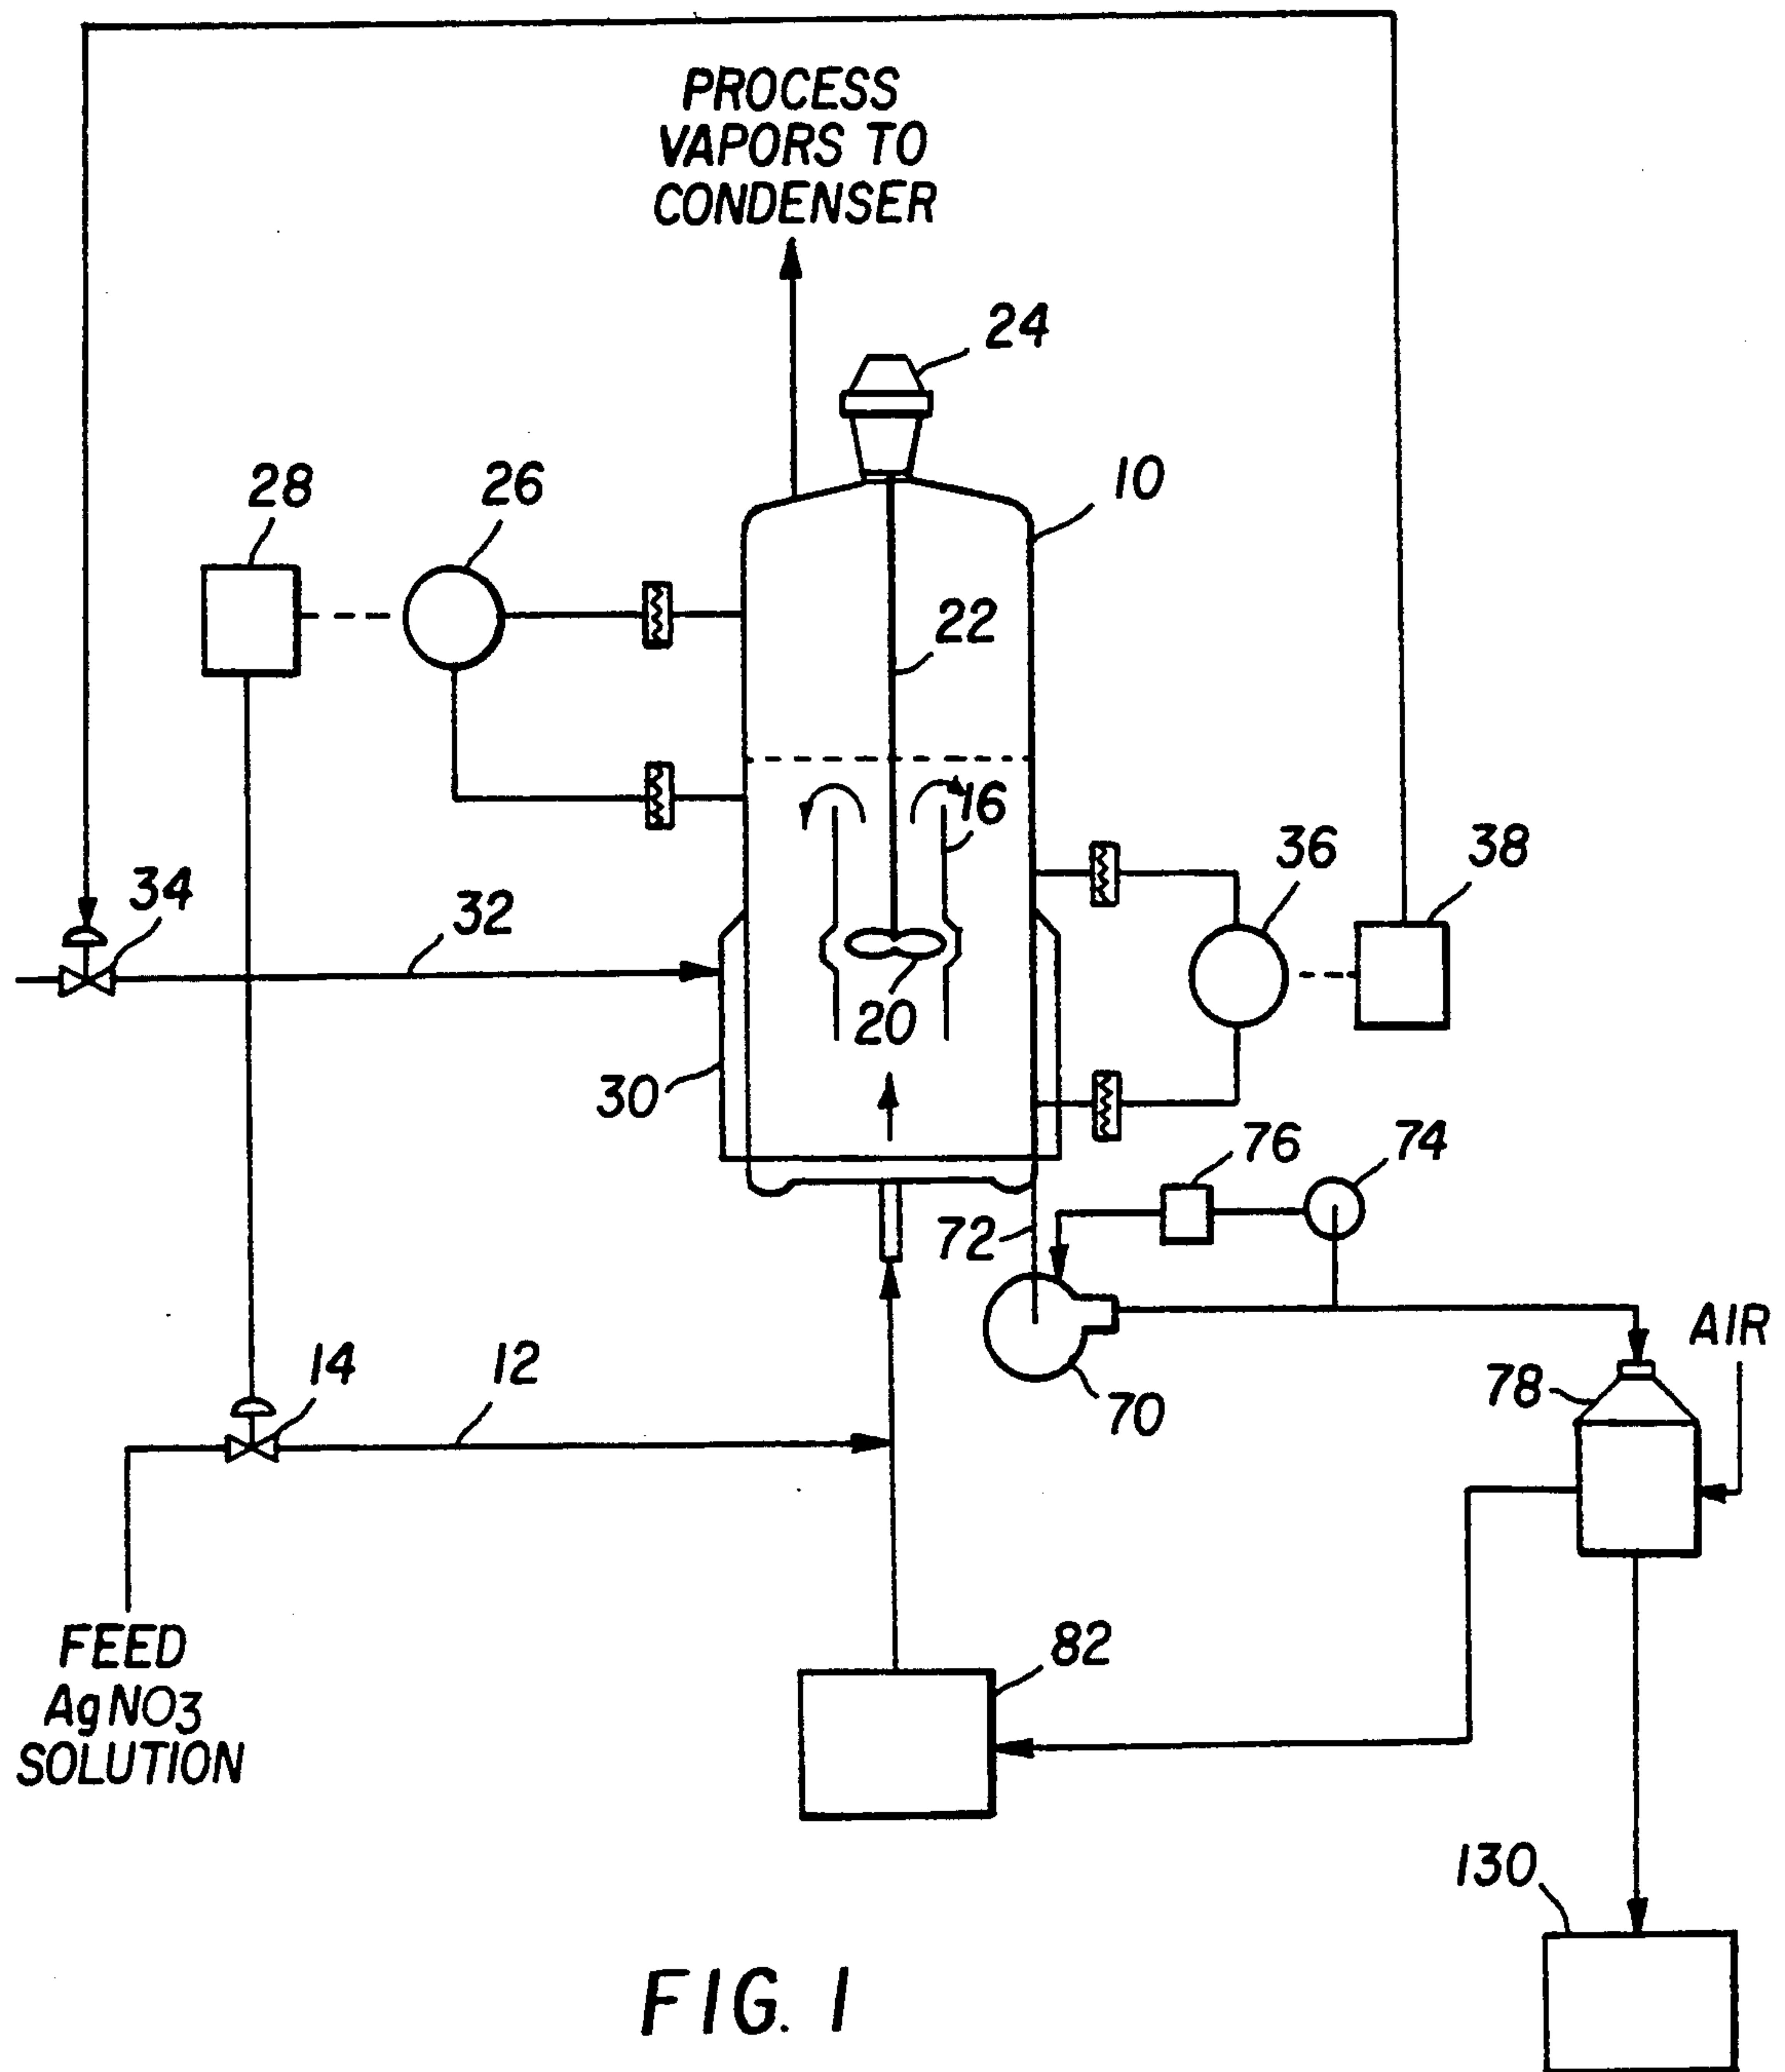 PROCESS
VAPORS TO
CONDENSER
24
28
26
10
22
16
34
32
36
38
20
30
76
74
72
AIR
14
12
70
78
FEED
AgNO3
SOLUTION
82
130
FIG. 1